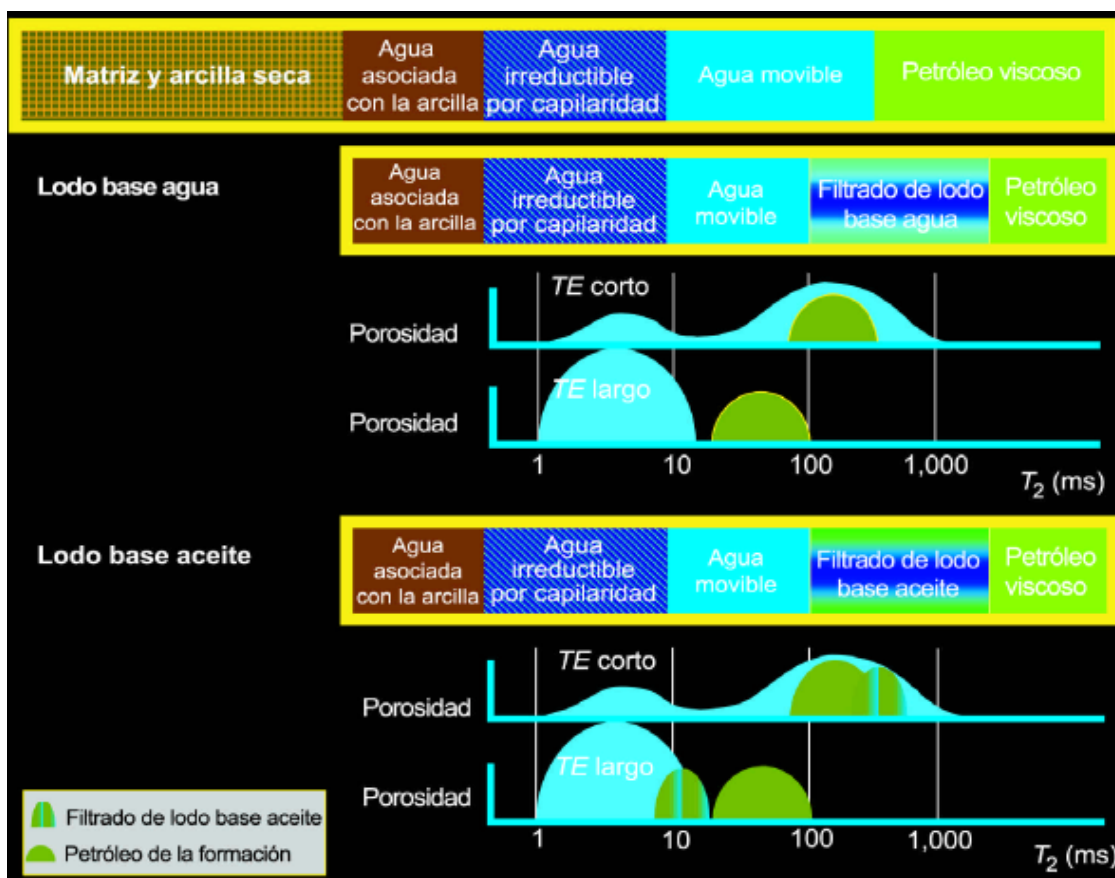 Matriz y arcilla seca
Agua
asociada
con la arcilla
Agua
irreductible
por capilaridad
Agua movible
Petróleo viscoso
Lodo base agua
Agua
asociada
con la arcilla
Agua
irreductible
por capilaridad
Agua
movible
Filtrado de lodo
base agua
Petróleo
viscoso
TE corto
Porosidad
TE largo
Porosidad
1 10 100 1,000
T2 (ms)
Lodo base aceite
Agua
asociada
con la arcilla
Agua
irreductible
por capilaridad
Agua
movible
Filtrado de lodo
base aceite
Petróleo
viscoso
TE corto
Porosidad
TE largo
Porosidad
1 10 100 1,000
T2 (ms)
Filtrado de lodo base aceite
Petróleo de la formación